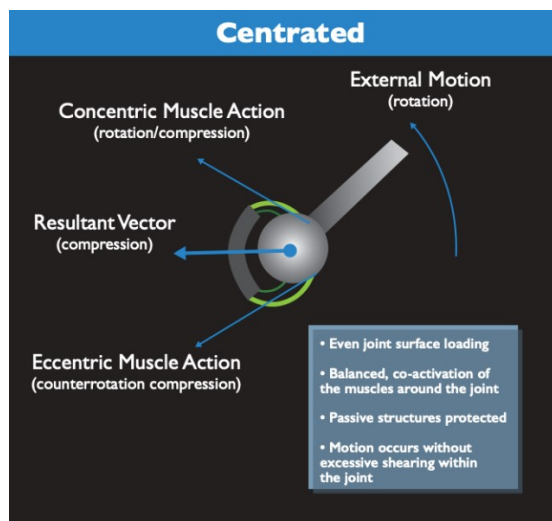 Centrated
External Motion
(rotation)
Concentric Muscle Action
(rotation/compression)
Resultant Vector
(compression)
Eccentric Muscle Action
(counterrotation compression)
• Even joint surface loading
• Balanced, co-activation of
the muscles around the joint
• Passive structures protected
• Motion occurs without
excessive shearing within
the joint